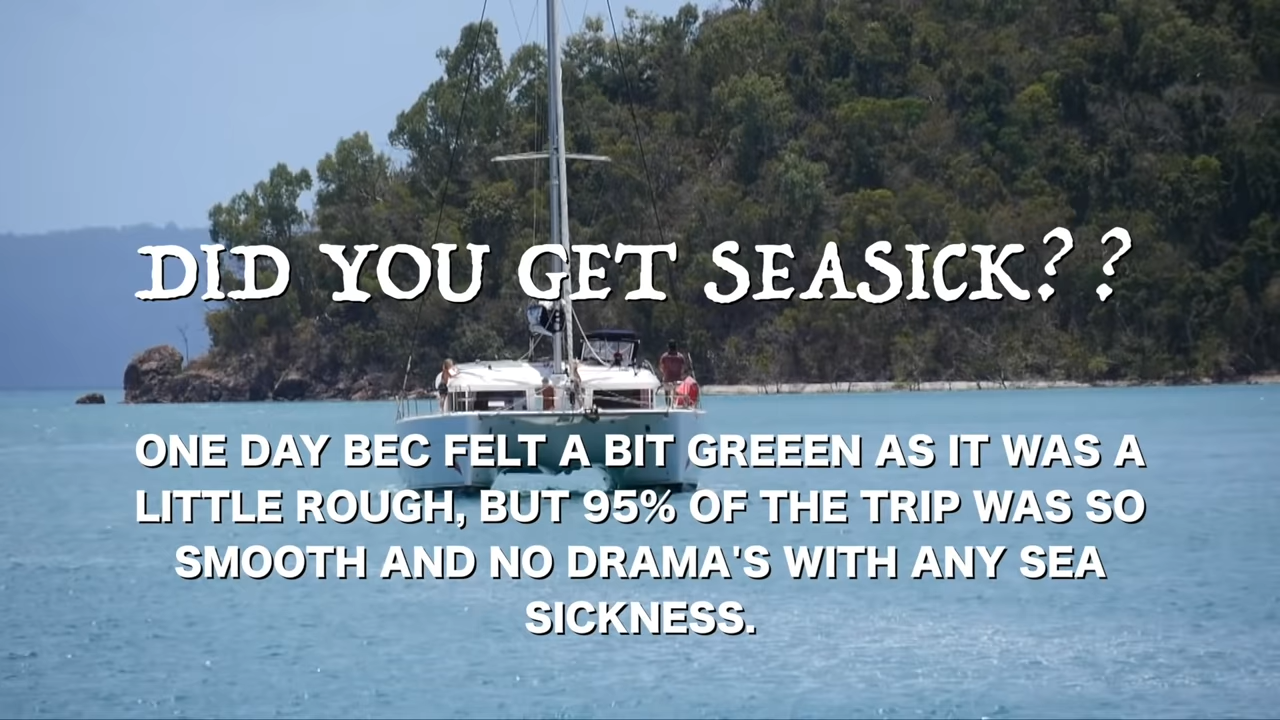 DID YOU GET SEASICK??
ONE DAY BEC FELT A BIT GREEEN AS IT WAS A
LITTLE ROUGH, BUT 95% OF THE TRIP WAS SO
SMOOTH AND NO DRAMA'S WITH ANY SEA
SICKNESS.